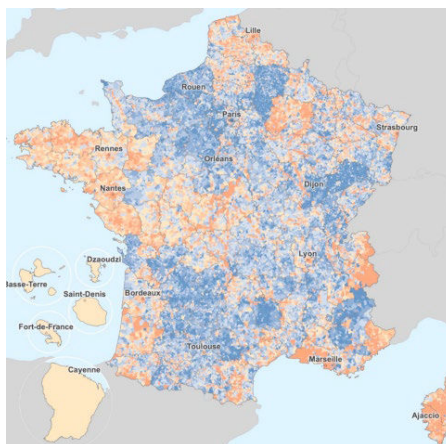 Lille
Rouen
Paris
Strasbourg
Rennes
Orléans
Nantes
Dijon
Dzaoudzi
Lyon
Basse-Terre
Saint-Denis
Bordeaux
Fort-de-France
Toulouse
Marseille
Cayenne
Ajaccio